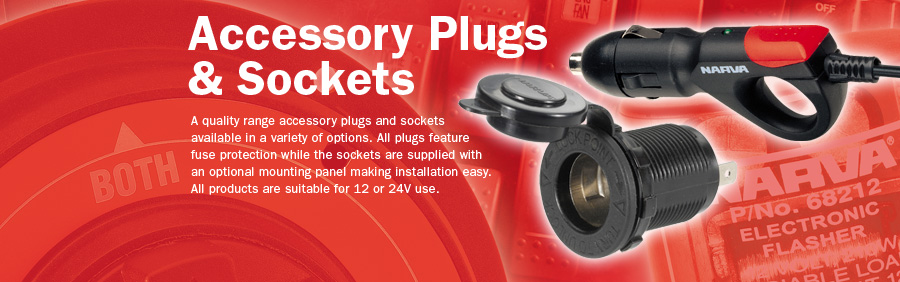 Accessory Plugs
& Sockets
A quality range accessory plugs and sockets
available in a variety of options. All plugs feature
fuse protection while the sockets are supplied with
an optional mounting panel making installation easy.
All products are suitable for 12 or 24V use.
BOTH
OFF
NARVA
NARVA®
P/No. 68212
ELECTRONIC
FLASHER